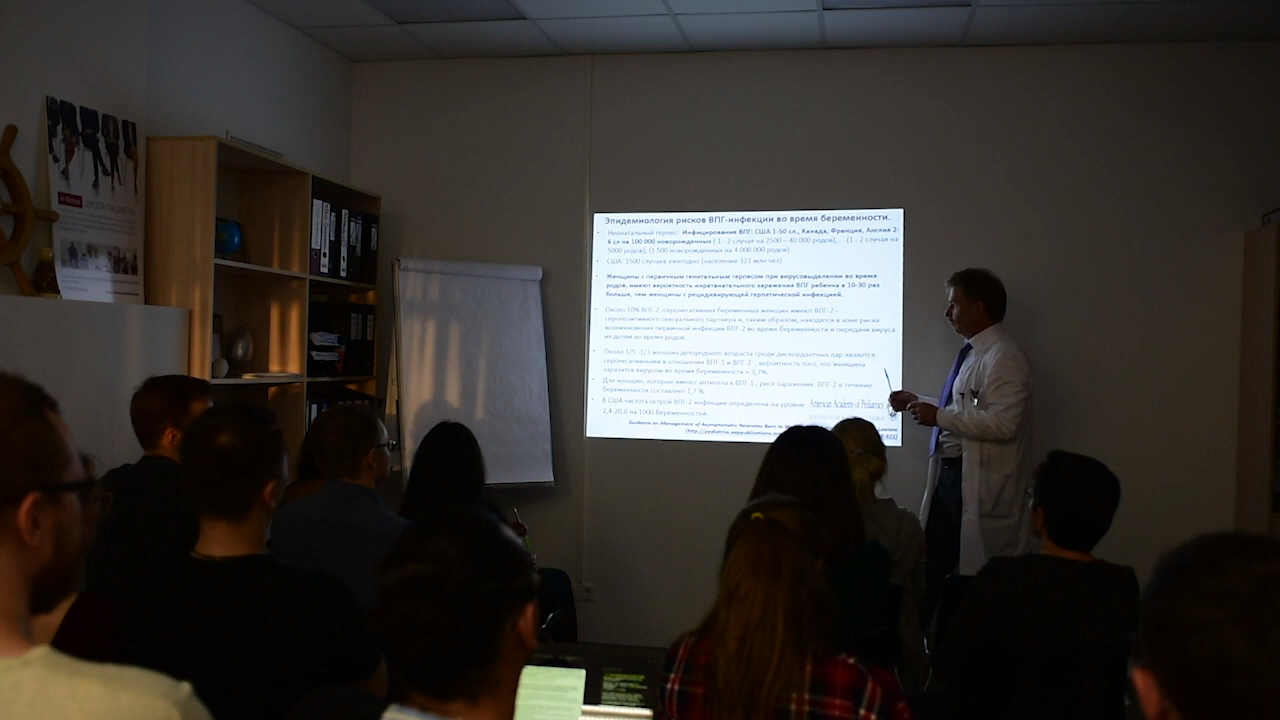 Эпидемиология рисков ВПГ-инфекции во время беременности.
Неонатальный герпес: Инфицирование ВПГ: США 1-50 сл., Канада, Франция, Англия 2-
6 сл на 100 000 новорожденных ( 1 - 2 случая на 2500 – 40 000 родов), (1 - 2 случая на
5000 родов), (1 500 новорожденных на 4 000 000 родов).
США: 1500 случаев ежегодно (население 321 млн чел)
Женщины с первичным генитальным герпесом при вирусовыделении во время
родов, имеют вероятность интранатального заражения ВПГ ребенка в 10-30 раз
больше, чем женщины с рецидивирующей герпетической инфекцией.
Около 10% ВПГ-2 -серонегативных беременных женщин имеют ВПГ-2 -
серопозитивного сексуального партнера и, таким образом, находятся в зоне риска
возникновения первичной инфекции ВПГ-2 во время беременности и передачи вируса
их детям во время родов.
Около 1/5 -1/3 женщин детородного возраста среди дискордантных пар является
серонегативными в отношении ВПГ-1 и ВПГ-2 , вероятность того, что женщина
заразится вирусом во время беременности – 3,7%.
Для женщин, которые имеют антитела к ВПГ-1, риск заражения ВПГ-2 в течение
беременности составляет 1,7 %.
В США частота острой ВПГ-2 инфекции определена на уровне
2,4-20,0 на 1000 беременностей.
American Academy of Pediatrics
Guidance on Management of Asymptomatic Neonates Born to
(http://pediatrics.aappublications.
ШКОЛА ПАЦИЕНТА